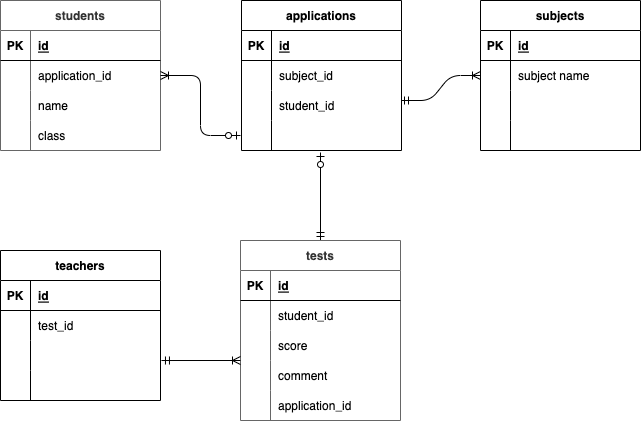 students
PK id
application_id
name
class
applications
PK id
subject_id
student_id
subjects
PK id
subject name
teachers
PK id
test_id
tests
PK id
student_id
score
comment
application_id